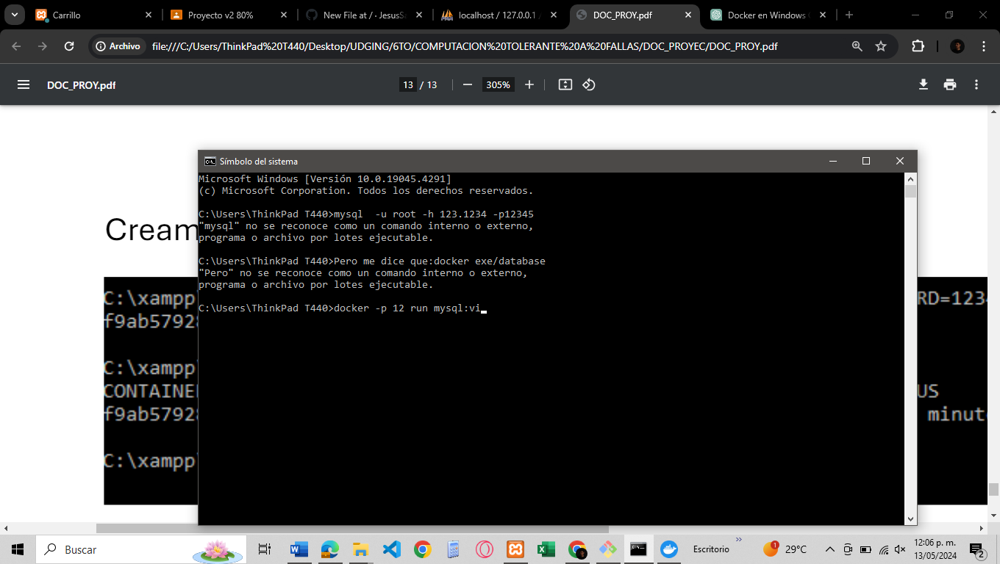 Carrillo
Proyecto v2 80%
New File at / · JesusSa
localhost / 127.0.0.1 /
DOC_PROY.pdf
Docker en Windows
Archivo
file:///C:/Users/ThinkPad%20T440/Desktop/UDGING/6TO/COMPUTACION%20TOLERANTE%20A%20FALLAS/DOC_PROYEC/DOC_PROY.pdf
DOC_PROY.pdf
13 / 13
305%
Símbolo del sistema
Microsoft Windows [Versión 10.0.19045.4291]
(c) Microsoft Corporation. Todos los derechos reservados.
C:\Users\ThinkPad T440>mysql  -u root -h 123.1234 -p12345
"mysql" no se reconoce como un comando interno o externo,
programa o archivo por lotes ejecutable.
C:\Users\ThinkPad T440>Pero me dice que:docker exe/database
"Pero" no se reconoce como un comando interno o externo,
programa o archivo por lotes ejecutable.
C:\Users\ThinkPad T440>docker -p 12 run mysql:vi
Cream
C:\xampp\ RD=1234
f9ab5792
C:\xampp\
CONTAINE US
f9ab5792 minut
C:\xampp\
Buscar
Escritorio
1
29°C
12:06 p. m.
13/05/2024
2